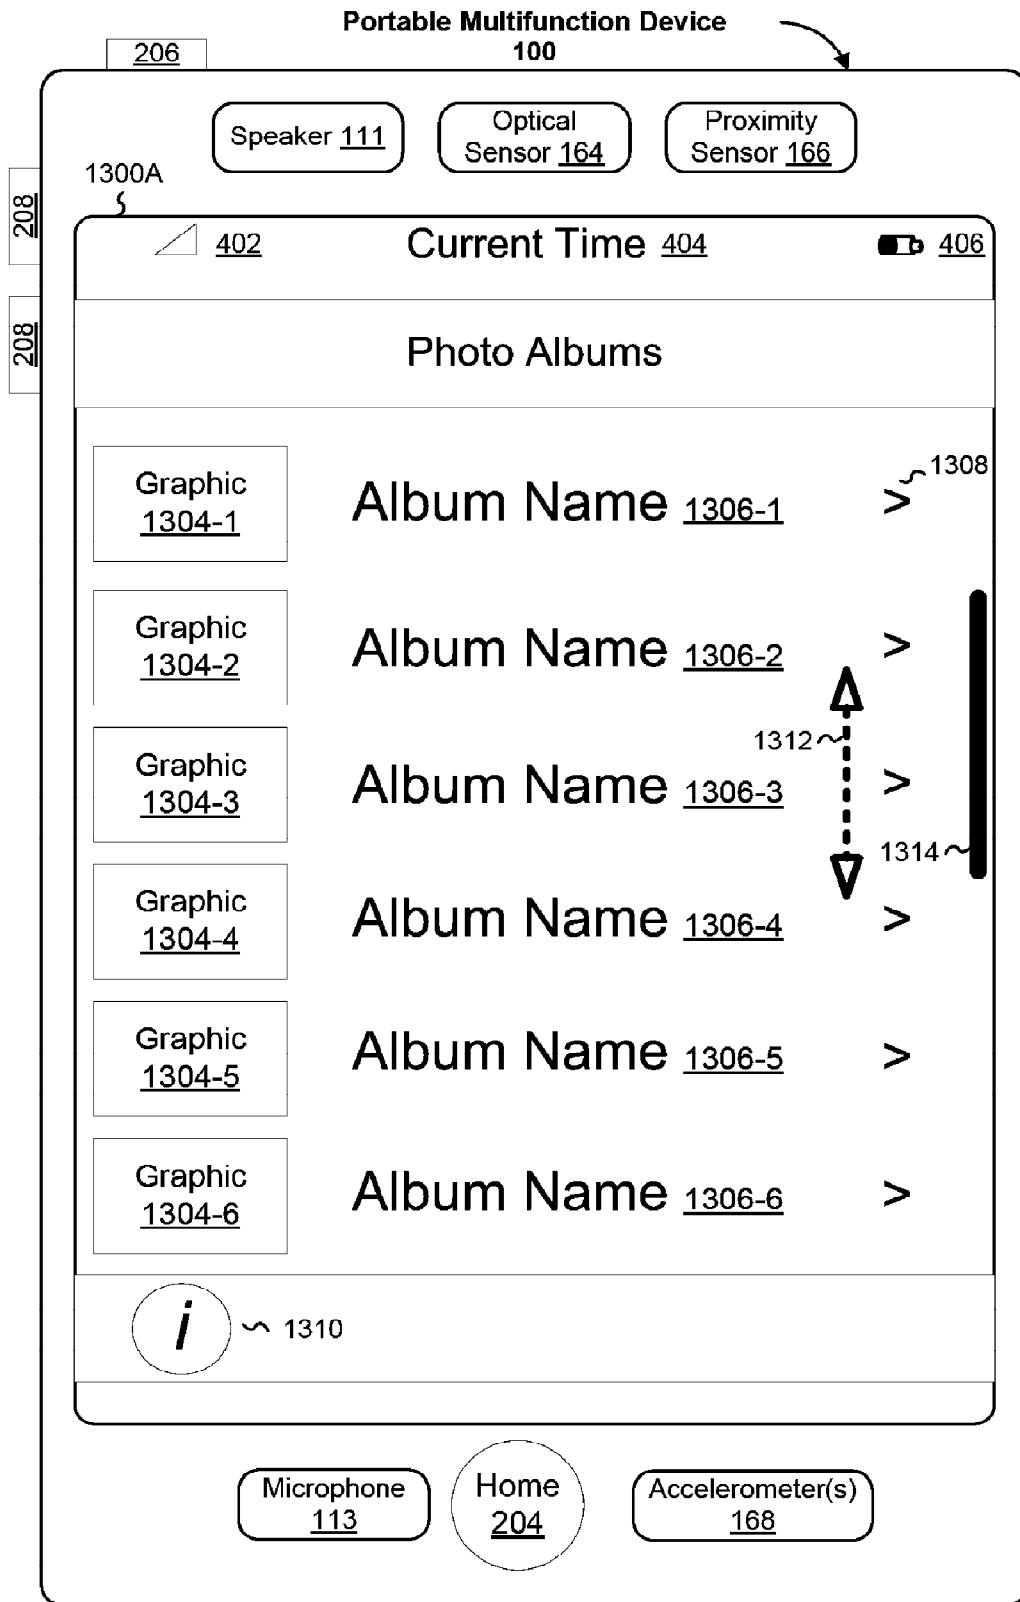 Portable Multifunction Device
100
206
Speaker 111
Optical
Sensor 164
Proximity
Sensor 166
1300A
208
208
402
Current Time 404
406
Photo Albums
Graphic
1304-1
Album Name 1306-1
>
1308
Graphic
1304-2
Album Name 1306-2
>
1312
Graphic
1304-3
Album Name 1306-3
>
1314
Graphic
1304-4
Album Name 1306-4
>
Graphic
1304-5
Album Name 1306-5
>
Graphic
1304-6
Album Name 1306-6
>
i
1310
Microphone
113
Home
204
Accelerometer(s)
168